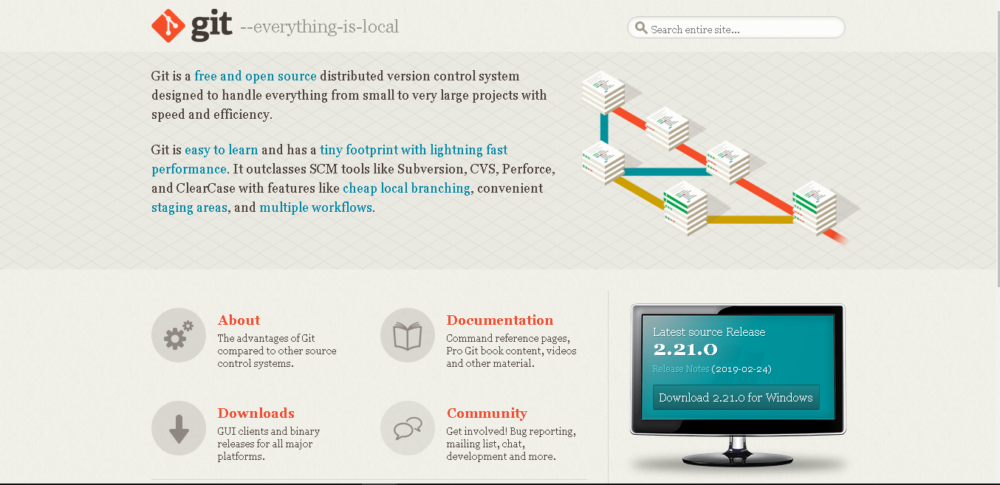 git --everything-is-local
Search entire site...
Git is a free and open source distributed version control system
designed to handle everything from small to very large projects with
speed and efficiency.
Git is easy to learn and has a tiny footprint with lightning fast
performance. It outclasses SCM tools like Subversion, CVS, Perforce,
and ClearCase with features like cheap local branching, convenient
staging areas, and multiple workflows.
About
The advantages of Git
compared to other source
control systems.
Documentation
Command reference pages,
Pro Git book content, videos
and other material.
Downloads
GUI clients and binary
releases for all major
platforms.
Community
Get involved! Bug reporting,
mailing list, chat,
development and more.
Latest source Release
2.21.0
Release Notes (2019-02-24)
Download 2.21.0 for Windows